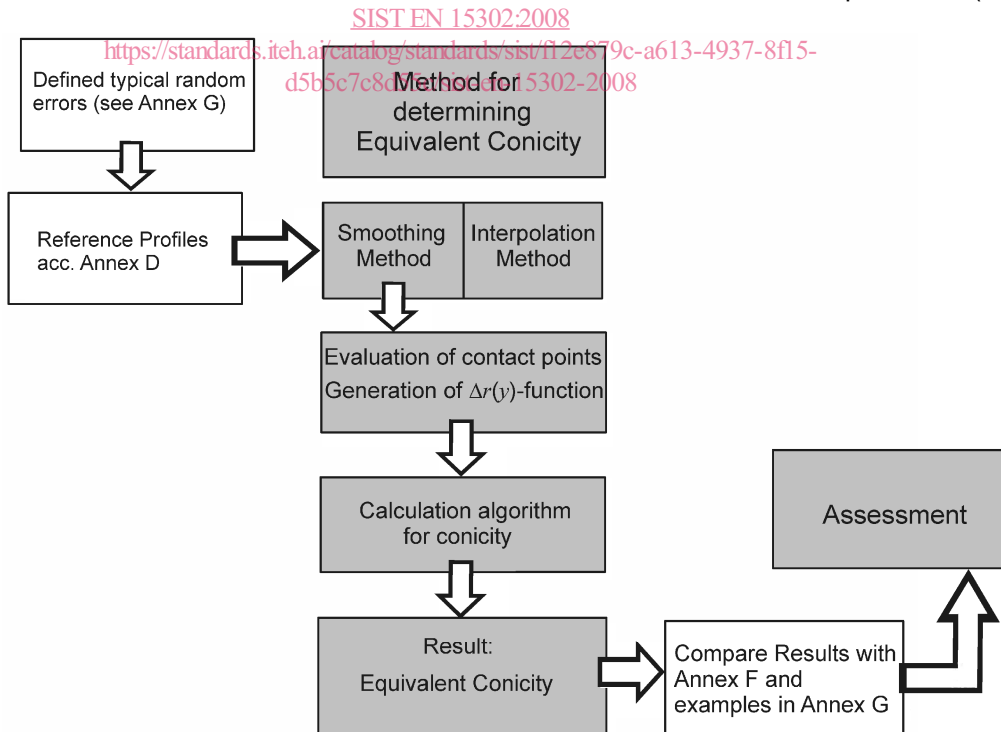 SIST EN 15302:2008
https://standards.iteh.ai/catalog/standards/sist/f12e879c-a613-4937-8f15-
sist-en-15302-2008
Defined typical random
errors (see Annex G)
Method for
determining
Equivalent Conicity
Reference Profiles
acc. Annex D
Smoothing
Method
Interpolation
Method
Evaluation of contact points
Generation of Δr(y)-function
Calculation algorithm
for conicity
Assessment
Result:
Equivalent Conicity
Compare Results with
Annex F and
examples in Annex G